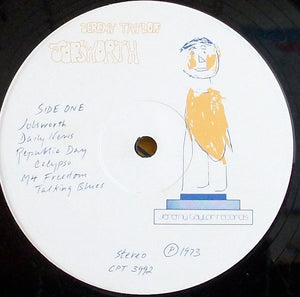 JEREMY TAYLOR
JOBSWORTH
SIDE ONE
Jobsworth
Daily News
Republic Day
Calypso
M4 Freedom
Talking Blues
Jeremy taylor records
Stereo ℗ 1973
CPT 3992